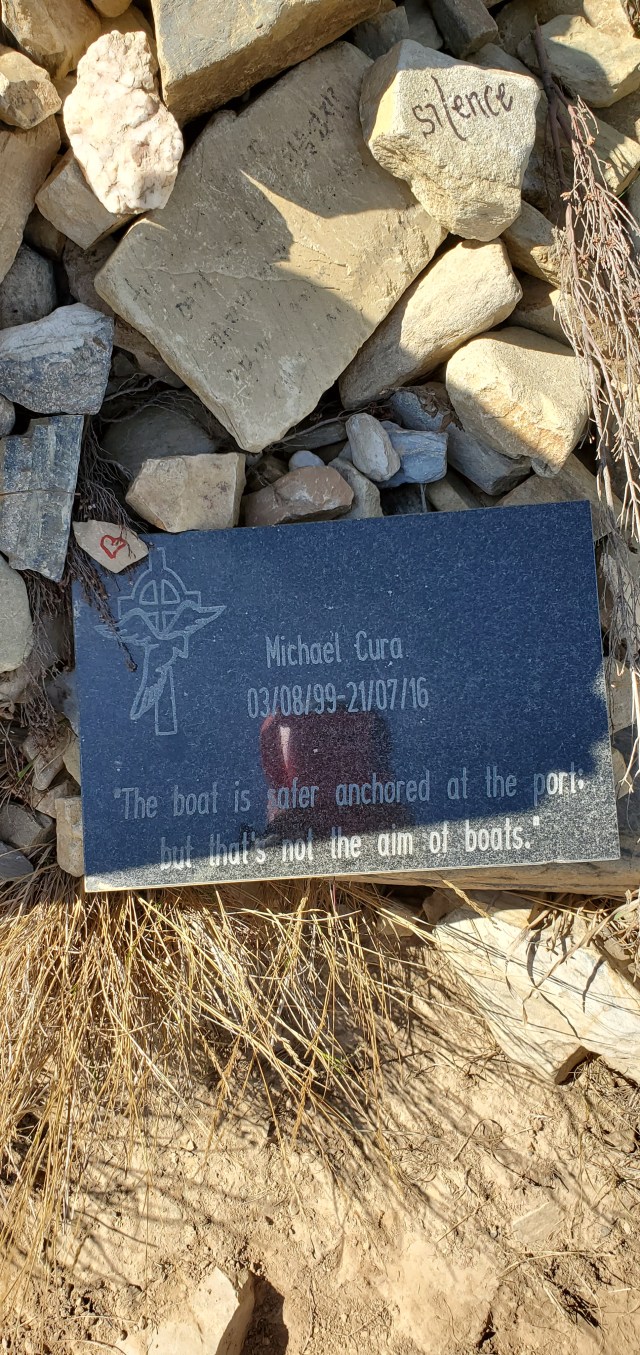 silence
Michael Cura
03/08/99-21/07/16
"The boat is safer anchored at the port;
but that's not the aim of boats."